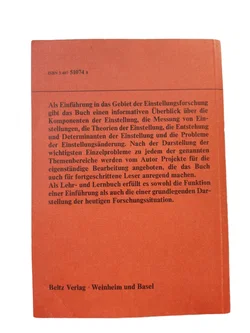 51074 a
Als Einführung in das Gebiet der Einstellungsforschung
gibt das Buch einen informativen Überblick über die
Komponenten der Einstellung, die Messung von Ein-
stellungen, die Theorien der Einstellung, die Entstehung
und Determinanten der Einstellung und die Probleme
der Einstellungsänderung. Nach der Darstellung der
wichtigsten Einzelprobleme zu jedem der genannten
Themenbereiche werden vom Autor Projekte für die
eigenständige Bearbeitung angeboten, die das Buch
auch für fortgeschrittene Leser anregend machen.
Als Lehr- und Lernbuch erfüllt es sowohl die Funktion
einer Einführung als auch die einer grundlegenden Dar-
stellung der heutigen Forschungssituation.
Beltz Verlag · Weinheim und Basel